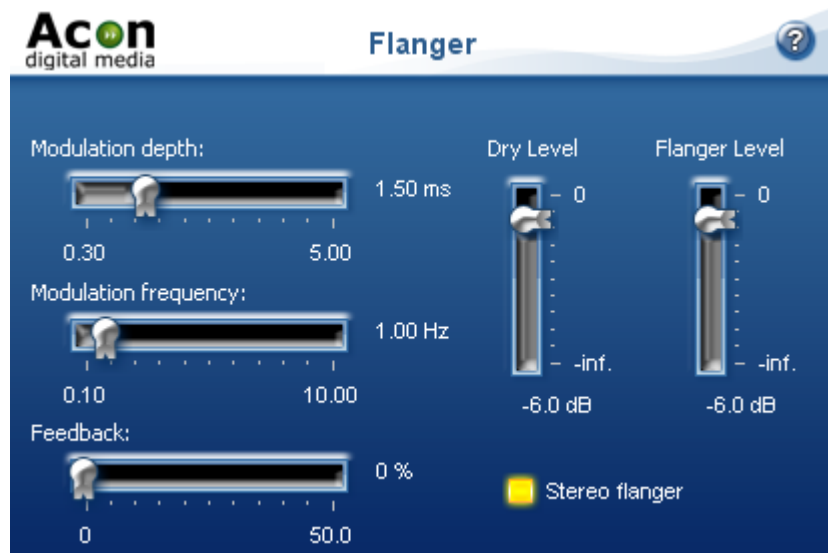 Acon
digital media
Flanger
?
Modulation depth:
1.50 ms
0.30 5.00
Modulation frequency:
1.00 Hz
0.10 10.00
Feedback:
0 %
0 50.0
Dry Level
0
-inf.
-6.0 dB
Flanger Level
0
-inf.
-6.0 dB
Stereo flanger